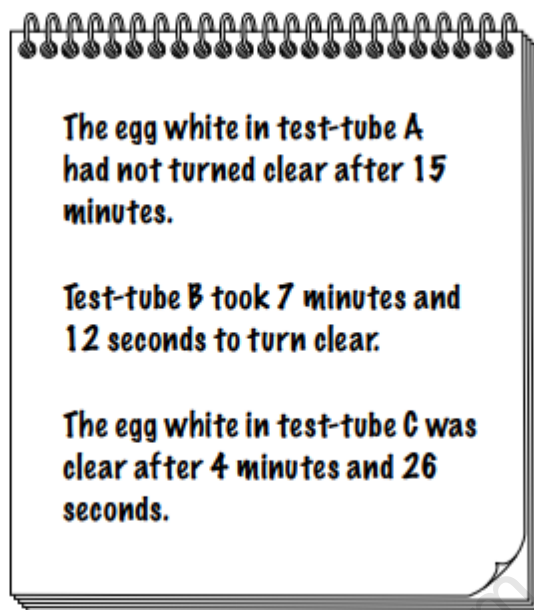 The egg white in test-tube A
had not turned clear after 15
minutes.
Test-tube B took 7 minutes and
12 seconds to turn clear.
The egg white in test-tube C was
clear after 4 minutes and 26
seconds.